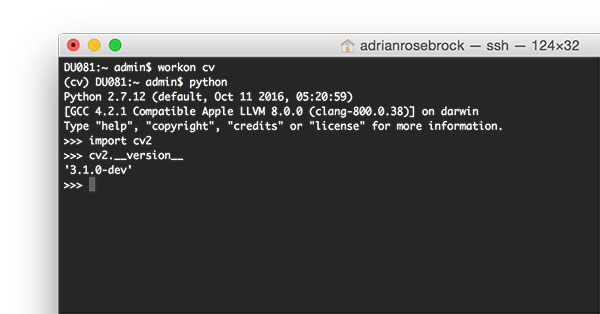 adrianrosebrock — ssh — 124×32
DU081:~ admin$ workon cv
(cv) DU081:~ admin$ python
Python 2.7.12 (default, Oct 11 2016, 05:20:59)
[GCC 4.2.1 Compatible Apple LLVM 8.0.0 (clang-800.0.38)] on darwin
Type "help", "copyright", "credits" or "license" for more information.
>>> import cv2
>>> cv2.__version__
'3.1.0-dev'
>>>